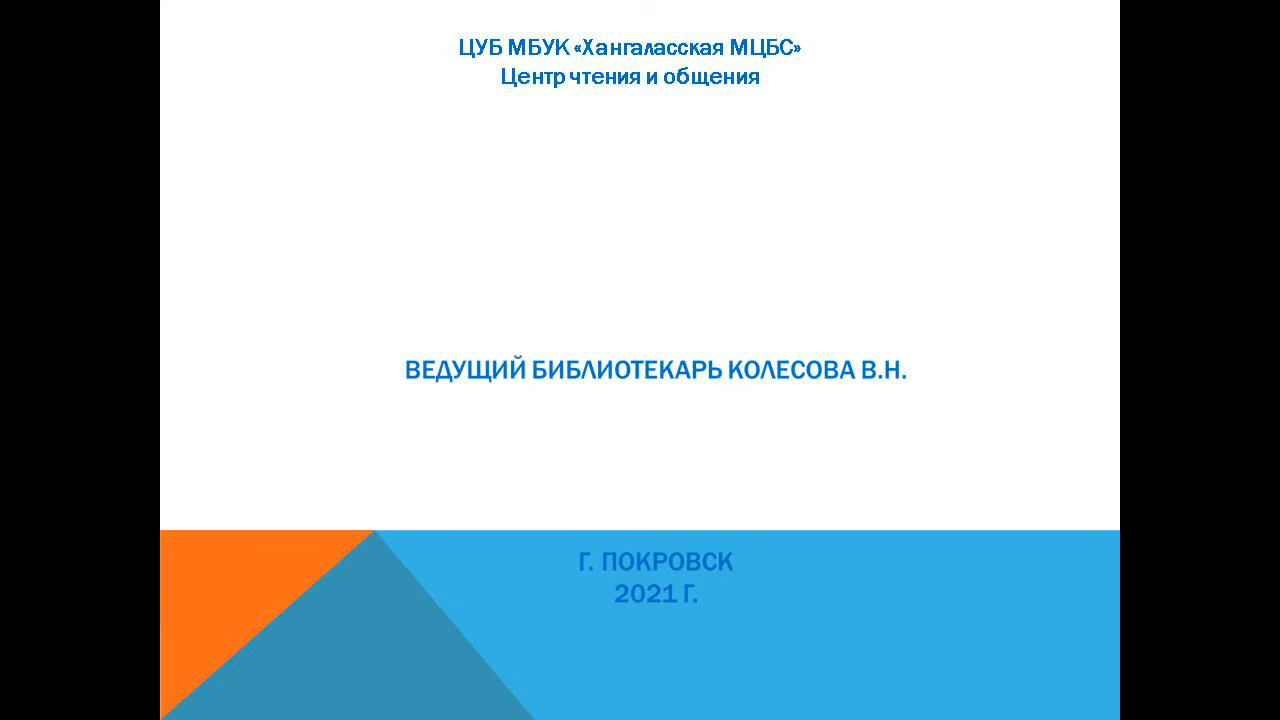 ЦУБ МБУК «Хангаласская МЦБС»
Центр чтения и общения
ВЕДУЩИЙ БИБЛИОТЕКАРЬ КОЛЕСОВА В.Н.
Г. ПОКРОВСК
2021 Г.